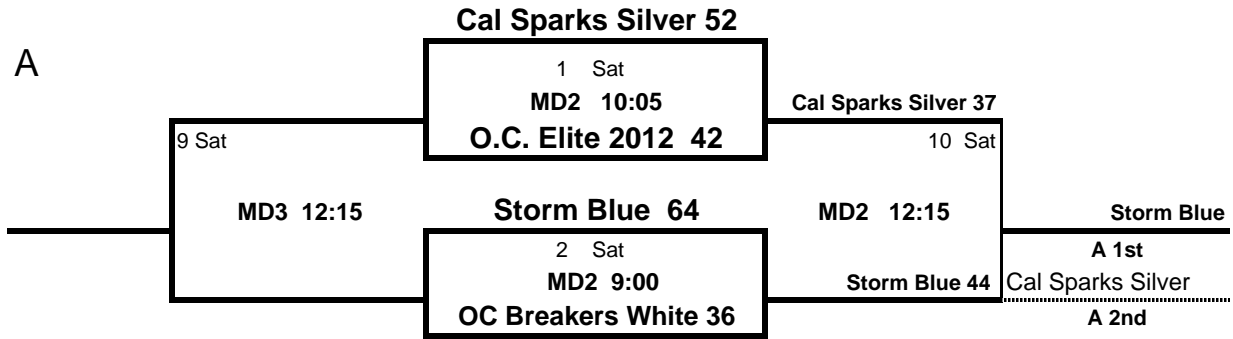 Cal Sparks Silver 52
A
1 Sat
MD2 10:05
Cal Sparks Silver 37
O.C. Elite 2012 42
9 Sat
10 Sat
MD3 12:15
Storm Blue 64
MD2 12:15
Storm Blue
2 Sat
A 1st
MD2 9:00
Storm Blue 44
Cal Sparks Silver
OC Breakers White 36
A 2nd